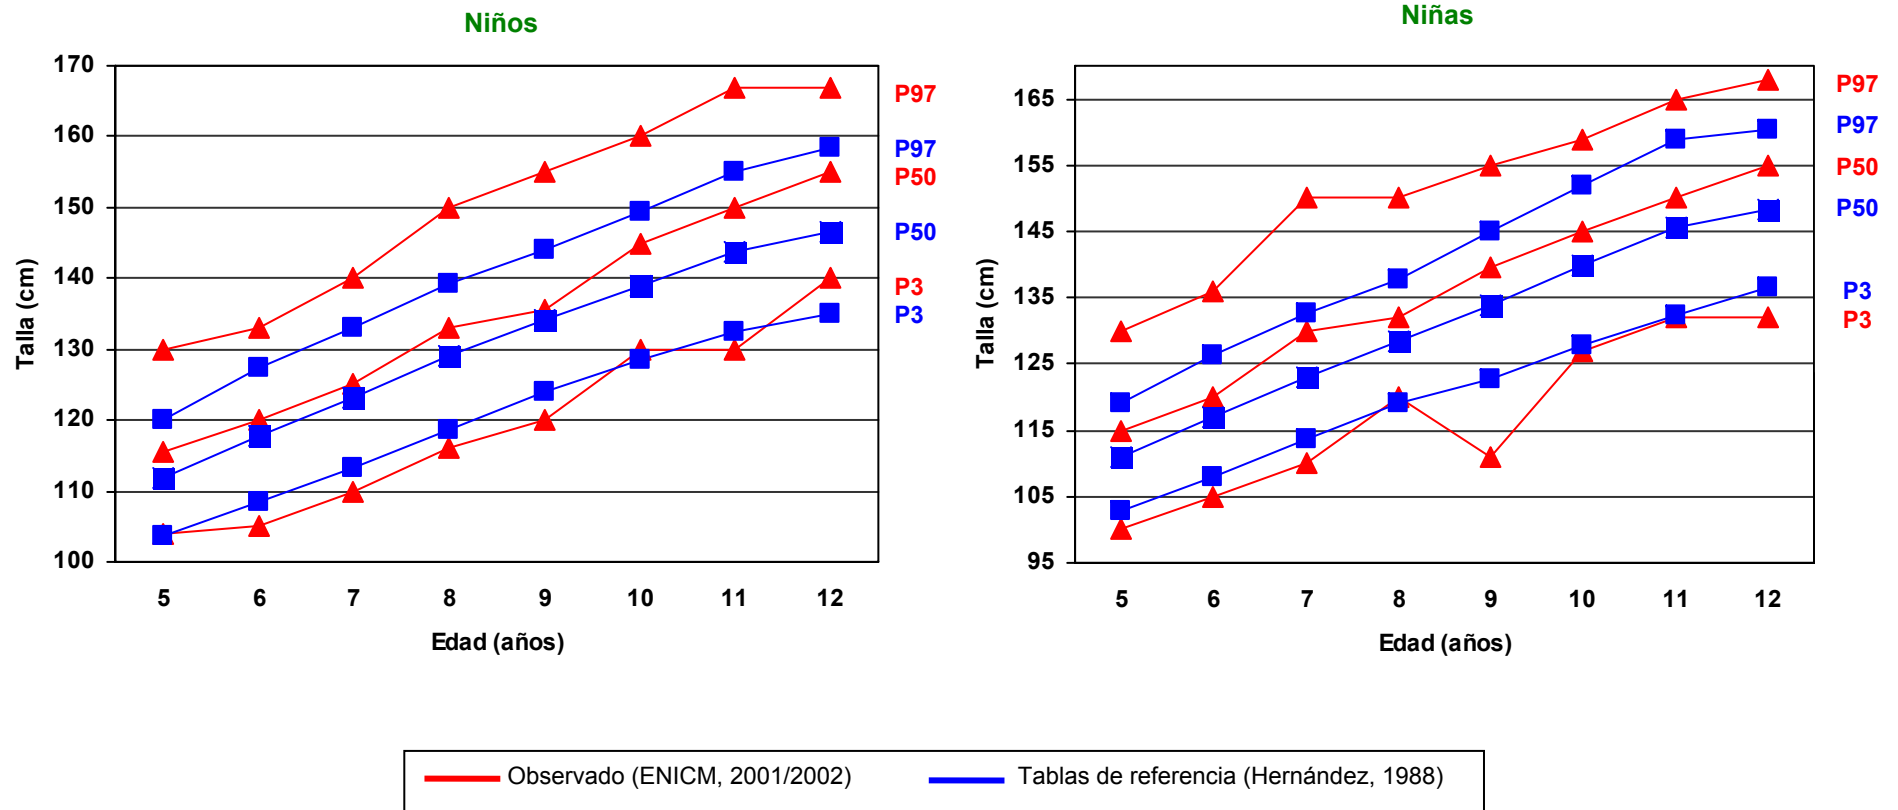 Niños
Talla (cm)
170
160
150
140
130
120
110
100
5 6 7 8 9 10 11 12
Edad (años)
P97
P97
P50
P50
P3
P3
Niñas
Talla (cm)
165
155
145
135
125
115
105
95
5 6 7 8 9 10 11 12
Edad (años)
P97
P97
P50
P50
P3
P3
Observado (ENICM, 2001/2002) Tablas de referencia (Hernández, 1988)